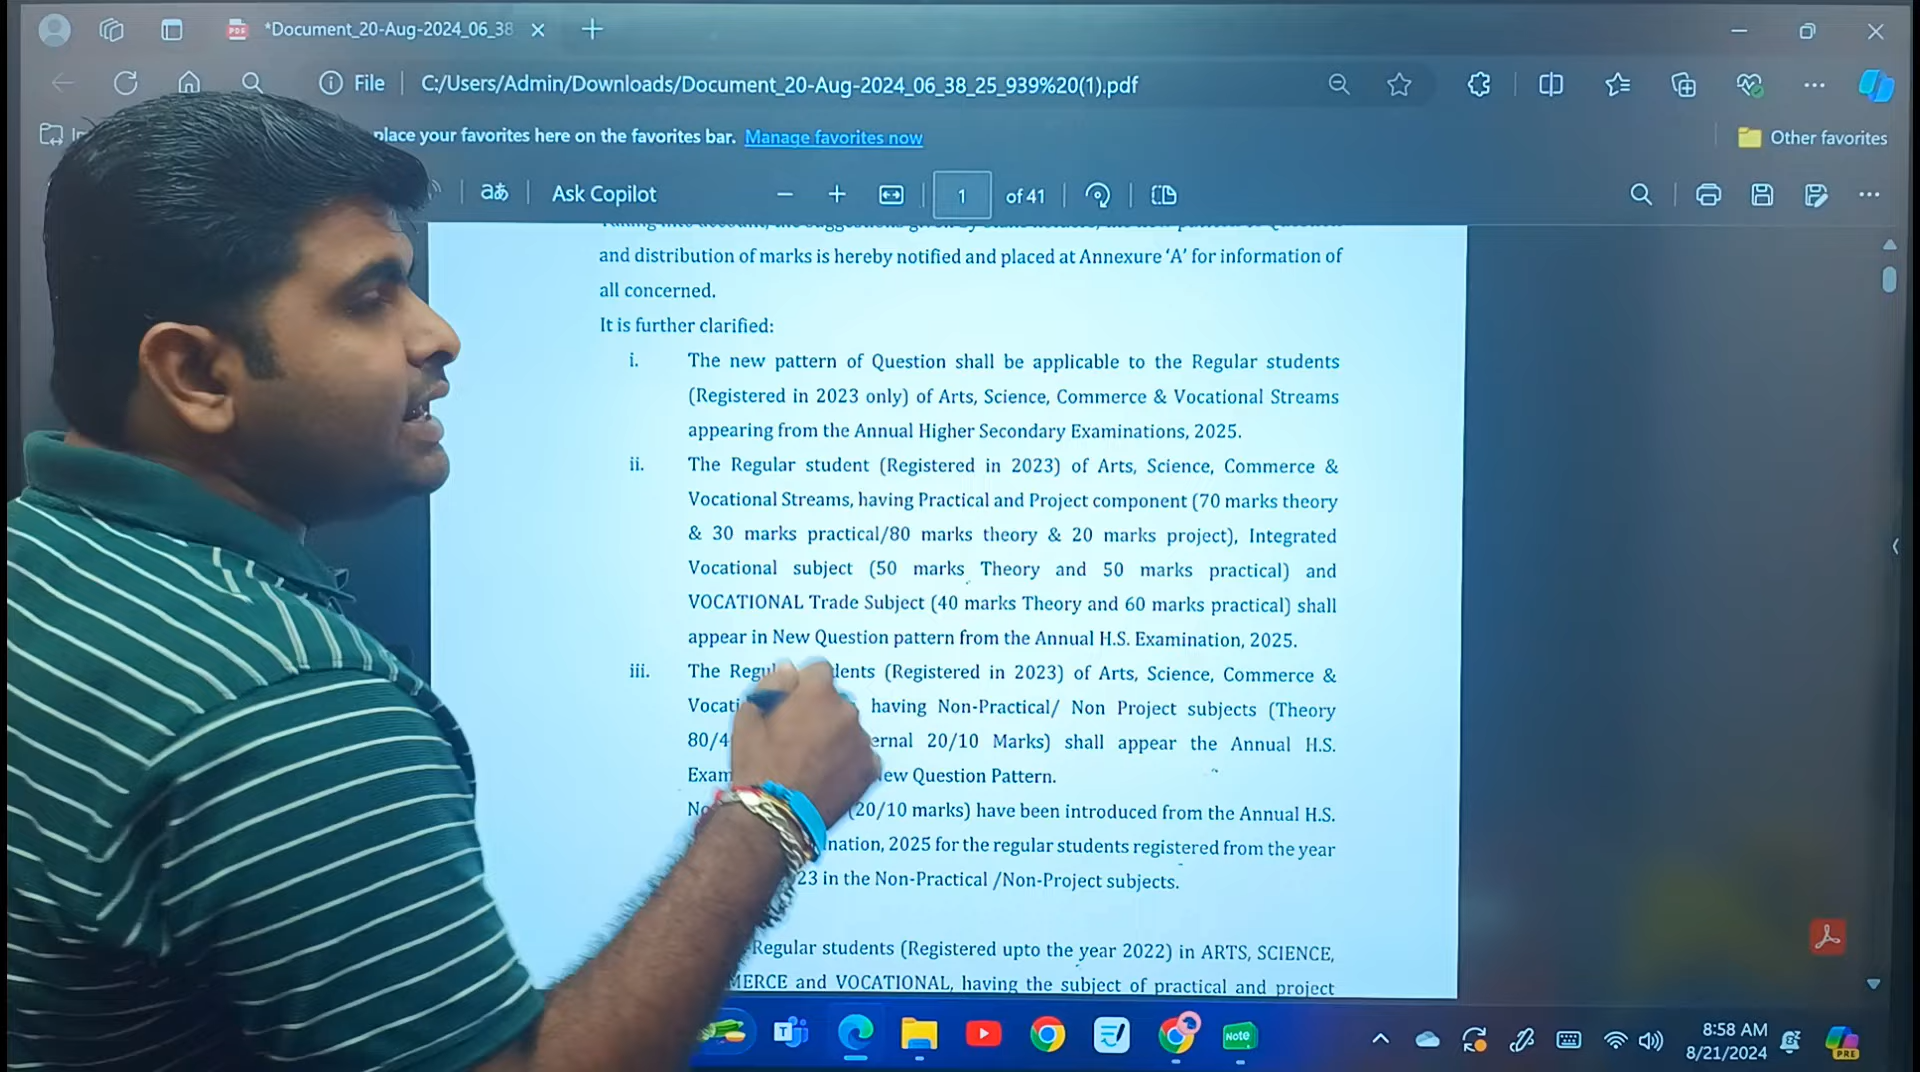 *Document_20-Aug-2024_06_38
File
C:/Users/Admin/Downloads/Document_20-Aug-2024_06_38_25_939%20(1).pdf
place your favorites here on the favorites bar. Manage favorites now
Other favorites
aあ
Ask Copilot
1
of 41
and distribution of marks is hereby notified and placed at Annexure ‘A’ for information of
all concerned.
It is further clarified:
i. The new pattern of Question shall be applicable to the Regular students
(Registered in 2023 only) of Arts, Science, Commerce & Vocational Streams
appearing from the Annual Higher Secondary Examinations, 2025.
ii. The Regular student (Registered in 2023) of Arts, Science, Commerce &
Vocational Streams, having Practical and Project component (70 marks theory
& 30 marks practical/80 marks theory & 20 marks project), Integrated
Vocational subject (50 marks Theory and 50 marks practical) and
VOCATIONAL Trade Subject (40 marks Theory and 60 marks practical) shall
appear in New Question pattern from the Annual H.S. Examination, 2025.
iii. The (Registered in 2023) of Arts, Science, Commerce &
having Non-Practical/ Non Project subjects (Theory
20/10 Marks) shall appear the Annual H.S.
Question Pattern.
(20/10 marks) have been introduced from the Annual H.S.
2025 for the regular students registered from the year
in the Non-Practical /Non-Project subjects.
Regular students (Registered upto the year 2022) in ARTS, SCIENCE,
and VOCATIONAL, having the subject of practical and project
Note
8:58 AM
8/21/2024
PRE